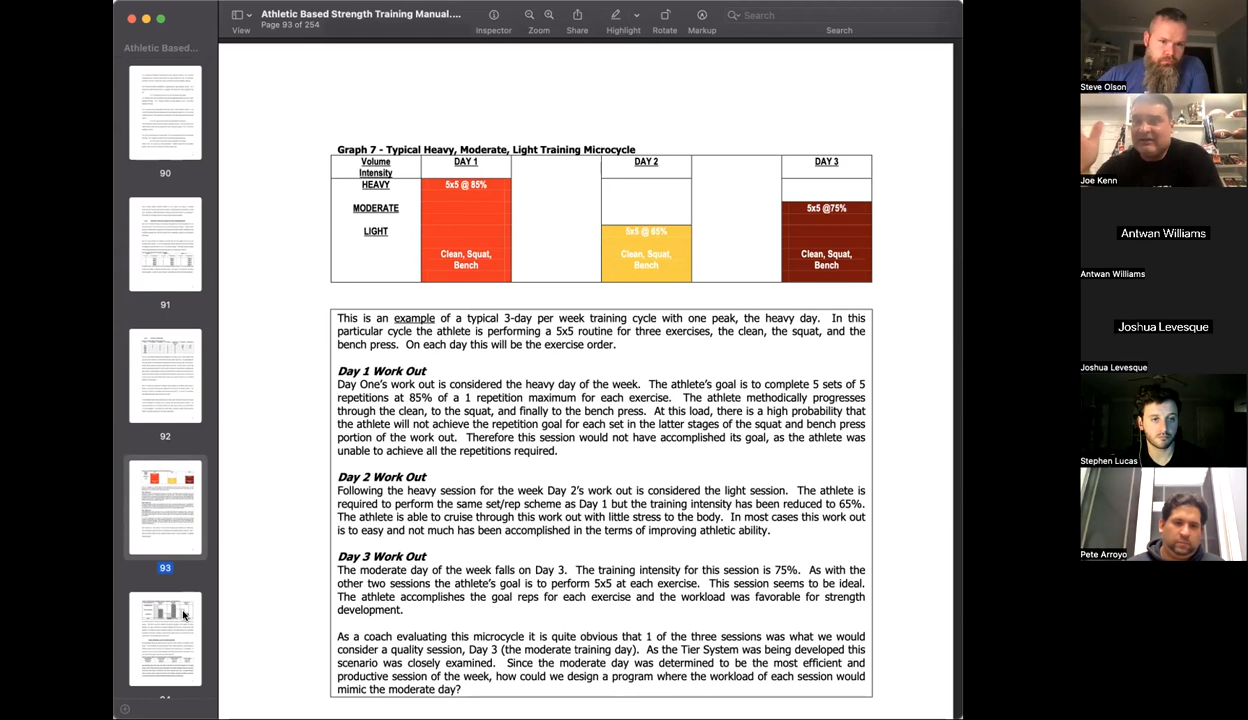 Athletic Based Strength Training Manual....
Page 93 of 254
View
Inspector
Zoom
Share
Highlight
Rotate
Markup
Search
Search
Athletic Based...
90
91
92
93
Graph 7 - Typical Heavy, Moderate, Light Training Microcycle
Volume DAY 1 DAY 2 DAY 3
Intensity
HEAVY 5x5 @ 85%
MODERATE 5x5 @75%
LIGHT 5x5 @ 65%
Clean, Squat, Clean, Squat, Clean, Squat,
Bench Bench Bench
This is an example of a typical 3-day per week training cycle with one peak, the heavy day. In this
particular cycle the athlete is performing a 5x5 routine for three exercises, the clean, the squat, and the
bench press. On each day this will be the exercise order.
Day 1 Work Out
Day One's work out is considered the heavy day of the week. The athlete's goal is to complete 5 sets of 5
repetitions at 85% of a 1 repetition maximum for each exercise. The athlete methodically progresses
through the clean, to the squat, and finally to the bench press. At this load, there is a high probability that
the athlete will not achieve the repetition goal for each set in the latter stages of the squat and bench press
portion of the work out. Therefore this session would not have accomplished its goal, as the athlete was
unable to achieve all the repetitions required.
Day 2 Work Out
Following the heavy session for the week Day 2's work out is considered the light session. The athlete is
required to perform the same set/rep scheme as Day 1 but the training intensity has been reduced to 65%.
The athlete is able to cruise through this work out with little stress to the body. In most cases this work out
is to easy and not much has been accomplished in the terms of improving athletic ability.
Day 3 Work Out
The moderate day of the week falls on Day 3. The training intensity for this session is 75%. As with the
other two sessions the athlete's goal is to perform 5x5 at each exercise. This session seems to be ideal.
The athlete accomplishes the goal reps for each exercise and the workload was favorable for strength
development.
As a coach evaluating this microcycle it is quite obvious that 1 of the three sessions was what we would
consider a quality session, Day 3 (the moderate training day). As the Tier System was being developed this
scenario was closely examined. Since the moderate day was determined to be the most efficient and
productive session of the week, how could we design a program where the workload of each session would
mimic the moderate day?
Steve Olson
Joe Kenn
Antwan Williams
Antwan Williams
Joshua Levesque
Joshua Levesque
Stephen Lucas
Pete Arroyo